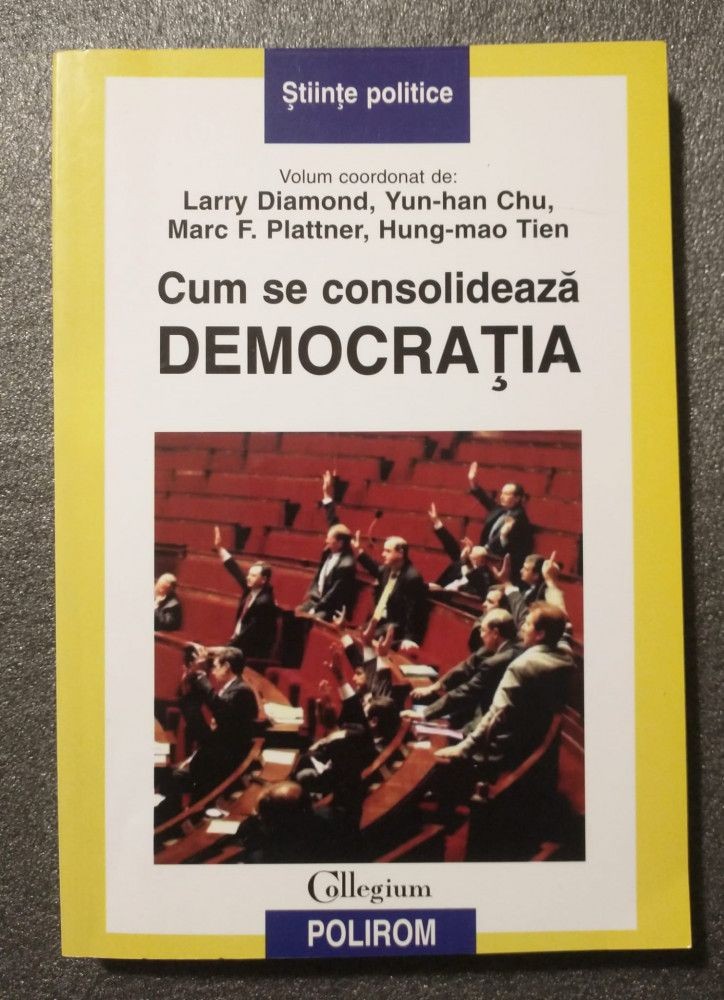 Ştiinţe politice
Volum coordonat de:
Larry Diamond, Yun-han Chu,
Marc F. Plattner, Hung-mao Tien
Cum se consolidează
DEMOCRAŢIA
Collegium
POLIROM